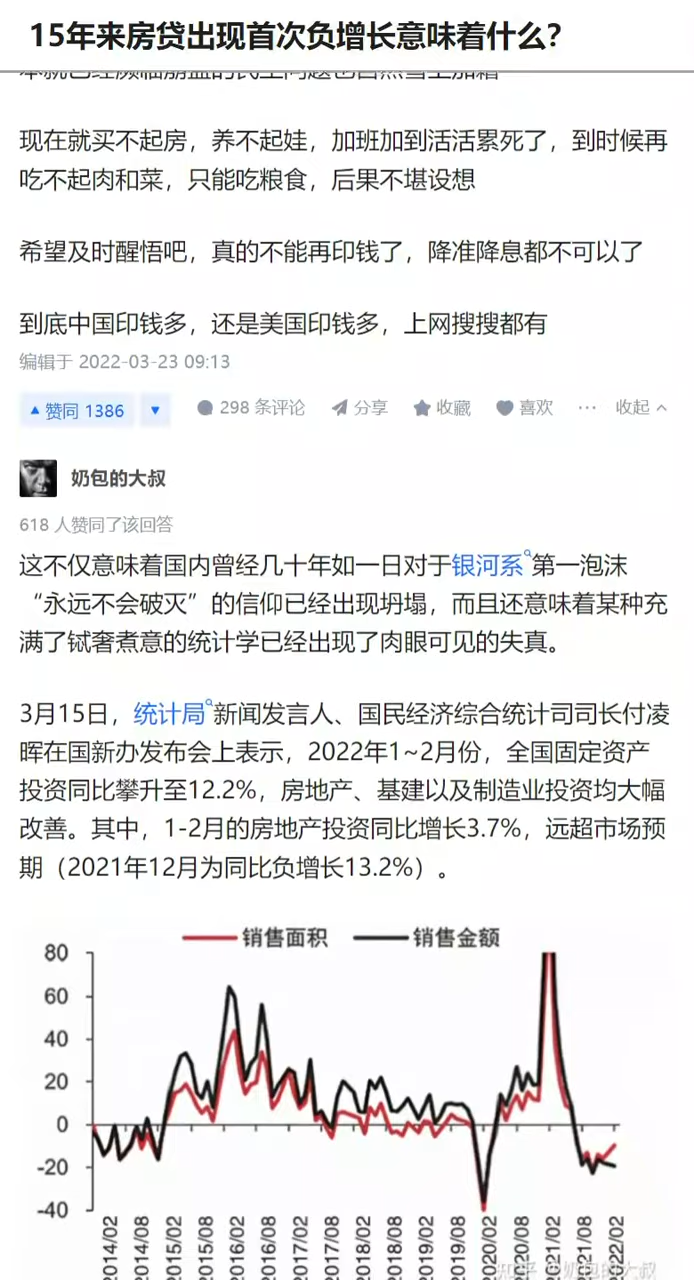 15年来房贷出现首次负增长意味着什么？
现在就买不起房，养不起娃，加班加到活活累死了，到时候再
吃不起肉和菜，只能吃粮食，后果不堪设想
希望及时醒悟吧，真的不能再印钱了，降准降息都不可以了
到底中国印钱多，还是美国印钱多，上网搜搜都有
编辑于 2022-03-23 09:13
赞同 1386
298 条评论
分享
收藏
喜欢
收起
奶包的大叔
618 人赞同了该回答
这不仅意味着国内曾经几十年如一日对于银河系第一泡沫
“永远不会破灭”的信仰已经出现坍塌，而且还意味着某种充
满了铽奢煮意的统计学已经出现了肉眼可见的失真。
3月15日，统计局新闻发言人、国民经济综合统计司司长付凌
晖在国新办发布会上表示，2022年1~2月份，全国固定资产
投资同比攀升至12.2%，房地产、基建以及制造业投资均大幅
改善。其中，1-2月的房地产投资同比增长3.7%，远超市场预
期（2021年12月为同比负增长13.2%）。
销售面积
销售金额
80
60
40
20
0
-20
-40
2014/02
2014/08
2015/02
2015/08
2016/02
2016/08
2017/02
2017/08
2018/02
2018/08
2019/02
2019/08
2020/02
2020/08
2021/02
知乎 @奶包的大叔